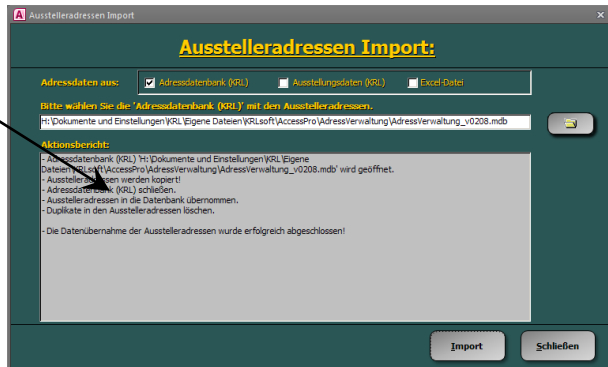 Ausstelleradressen Import
Ausstelleradressen Import:
Adressdaten aus: Adressdatenbank (KRL) Ausstellungsdaten (KRL) Excel-Datei
Bitte wählen Sie die 'Adressdatenbank (KRL)' mit den Ausstelleradressen.
H:\Dokumente und Einstellungen\KRL\Eigene Dateien\KRLsoft\AccessPro\AdressVerwaltung\AdressVerwaltung_v0208.mdb
Aktionsbericht:
- Adressdatenbank (KRL) 'H:\Dokumente und Einstellungen\KRL\Eigene
Dateien\KRLsoft\AccessPro\AdressVerwaltung\AdressVerwaltung_v0208.mdb' wird geöffnet.
- Ausstelleradressen werden kopiert!
- Adressdatenbank (KRL) schließen.
- Ausstelleradressen in die Datenbank übernommen.
- Duplikate in den Ausstelleradressen löschen.
- Die Datenübernahme der Ausstelleradressen wurde erfolgreich abgeschlossen!
Import Schließen